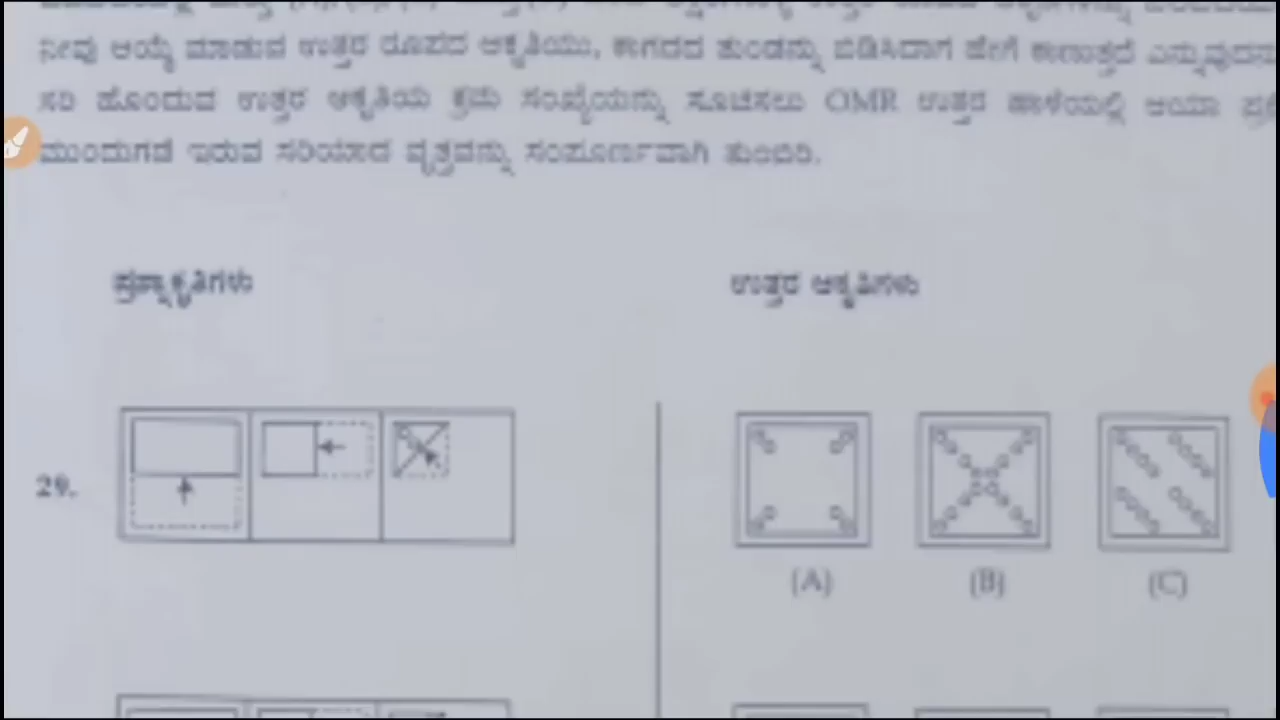 ನೀವು ಆಯ್ಕೆ ಮಾಡುವ ಉತ್ತರ ರೂಪದ ಆಕೃತಿಯು, ಕಾಗದದ ತುಂಡನ್ನು ಬಿಡಿಸಿದಾಗ ಹೇಗೆ ಕಾಣುತ್ತದೆ
ಸರಿ ಹೊಂದುವ ಉತ್ತರ ಆಕೃತಿಯ ಕ್ರಮ ಸಂಖ್ಯೆಯನ್ನು ಸೂಚಿಸಲು OMR ಉತ್ತರ ಹಾಳೆಯಲ್ಲಿ ಆಯಾ
ಮುಂದುಗಡೆ ಇರುವ ಸರಿಯಾದ ವೃತ್ತವನ್ನು ಸಂಪೂರ್ಣವಾಗಿ ತುಂಬಿರಿ.
ಪ್ರಶ್ನಾಕೃತಿಗಳು
ಉತ್ತರ ಆಕೃತಿಗಳು
29.
(A) (B) (C)